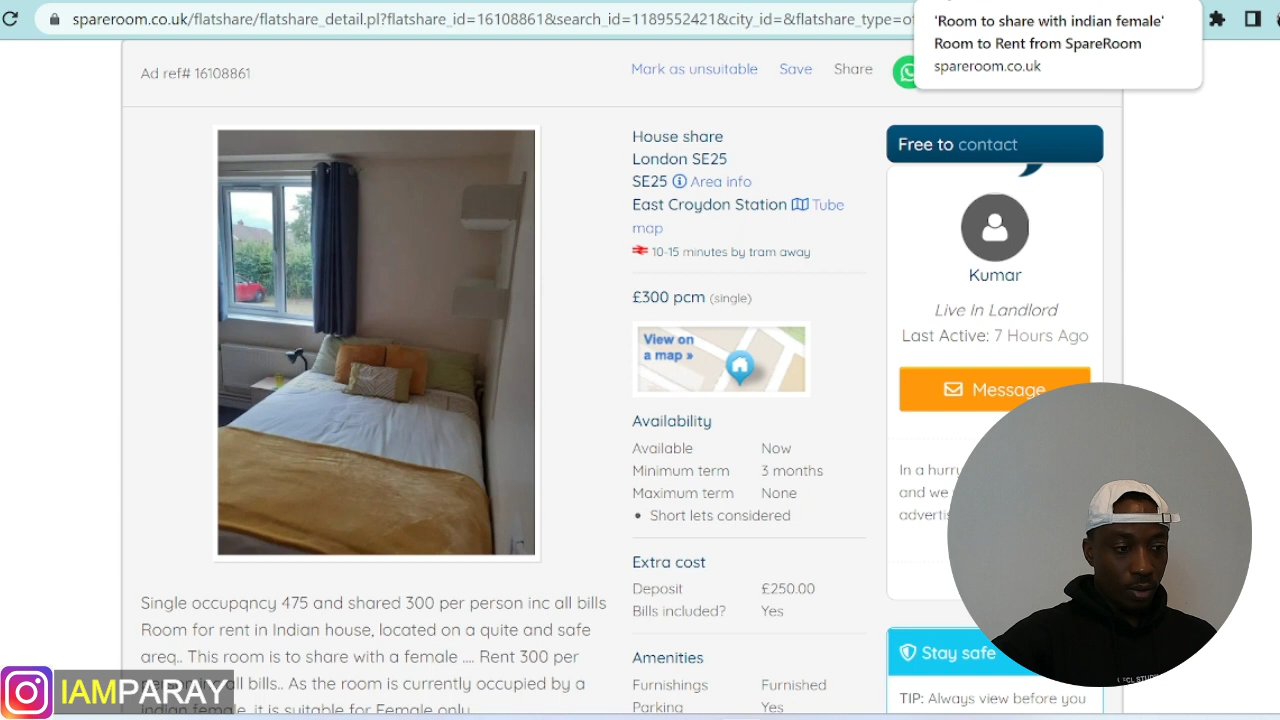 spareroom.co.uk/flatshare/flatshare_detail.pl?flatshare_id=16108861&search_id=1189552421&city_id=&flatshare_type=of
'Room to share with indian female'
Room to Rent from SpareRoom
spareroom.co.uk
Ad ref# 16108861
Mark as unsuitable
Save
Share
House share
London SE25
SE25 Area info
East Croydon Station Tube
map
10-15 minutes by tram away
£300 pcm (single)
View on
a map »
Availability
Available Now
Minimum term 3 months
Maximum term None
• Short lets considered
Extra cost
Deposit £250.00
Bills included? Yes
Amenities
Furnishings Furnished
Parking Yes
Free to contact
Kumar
Live In Landlord
Last Active: 7 Hours Ago
Message
In a hurry
and we
advertis
Stay safe
TIP: Always view before you
Single occupqncy 475 and shared 300 per person inc all bills
Room for rent in Indian house, located on a quite and safe
areq.. This room is to share with a female .... Rent 300 per
all bills.. As the room is currently occupied by a
indian female, it is suitable for Female only
IAMPARAY